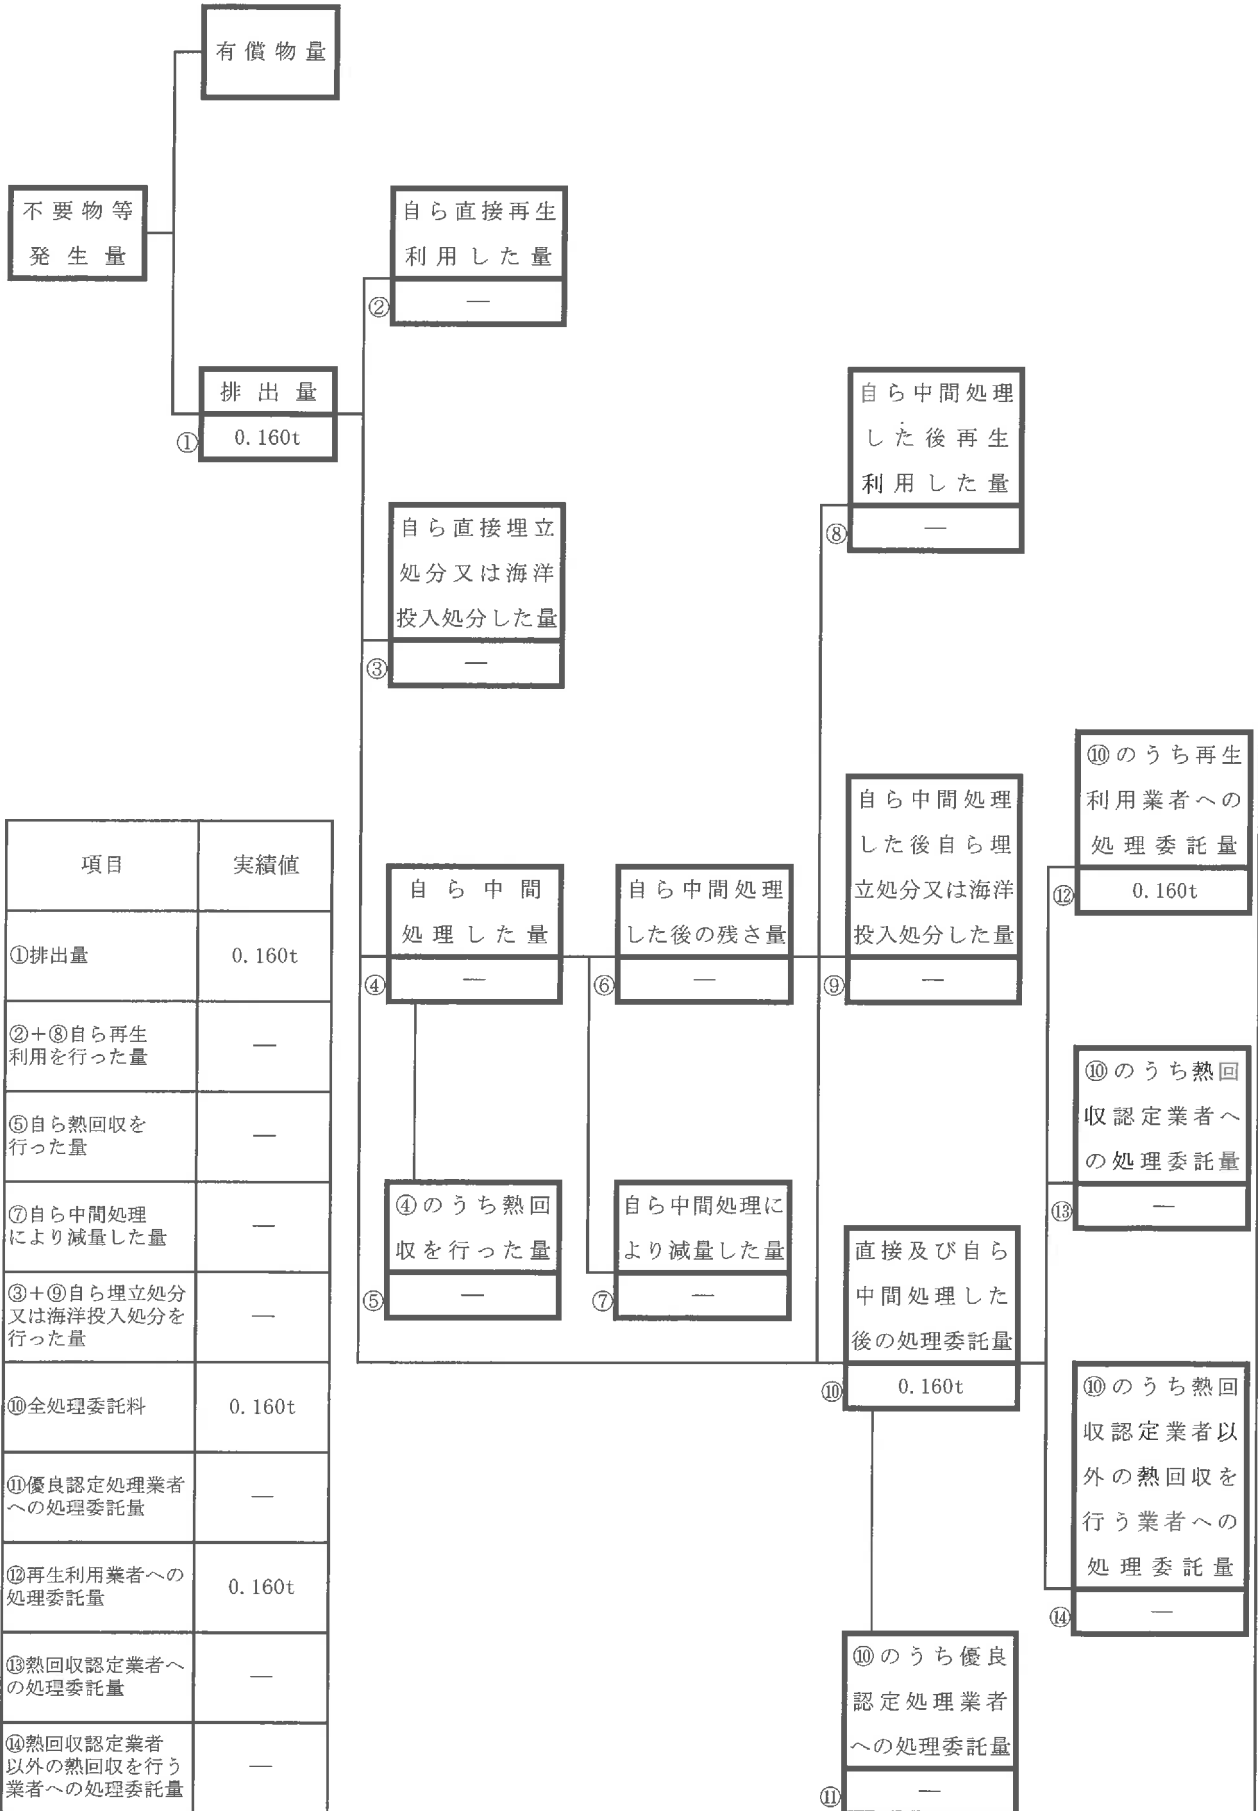 有償物量
不要物等
発生量
自ら直接再生
利用した量
②
—
排出量
①
0.160t
自ら中間処理
した後再生
利用した量
⑧
—
自ら直接埋立
処分又は海洋
投入処分した量
③
—
⑩のうち再生
利用業者への
処理委託量
⑫
0.160t
自ら中間処理
した後自ら埋
立処分又は海洋
投入処分した量
⑨
—
自ら中間
処理した量
④
—
自ら中間処理
した後の残さ量
⑥
—
⑩のうち熱回
収認定業者へ
の処理委託量
⑬
—
④のうち熱回
収を行った量
⑤
—
自ら中間処理に
より減量した量
⑦
—
直接及び自ら
中間処理した
後の処理委託量
⑩
0.160t
⑩のうち熱回
収認定業者以
外の熱回収を
行う業者への
処理委託量
⑭
—
⑩のうち優良
認定処理業者
への処理委託量
⑪
—
項目 実績値
①排出量 0.160t
②+⑧自ら再生
利用を行った量
—
⑤自ら熱回収を
行った量
—
⑦自ら中間処理
により減量した量
—
③+⑨自ら埋立処分
又は海洋投入処分を
行った量
—
⑩全処理委託料 0.160t
⑪優良認定処理業者
への処理委託量
—
⑫再生利用業者への
処理委託量
0.160t
⑬熱回収認定業者へ
の処理委託量
—
⑭熱回収認定業者
以外の熱回収を行う
業者への処理委託量
—